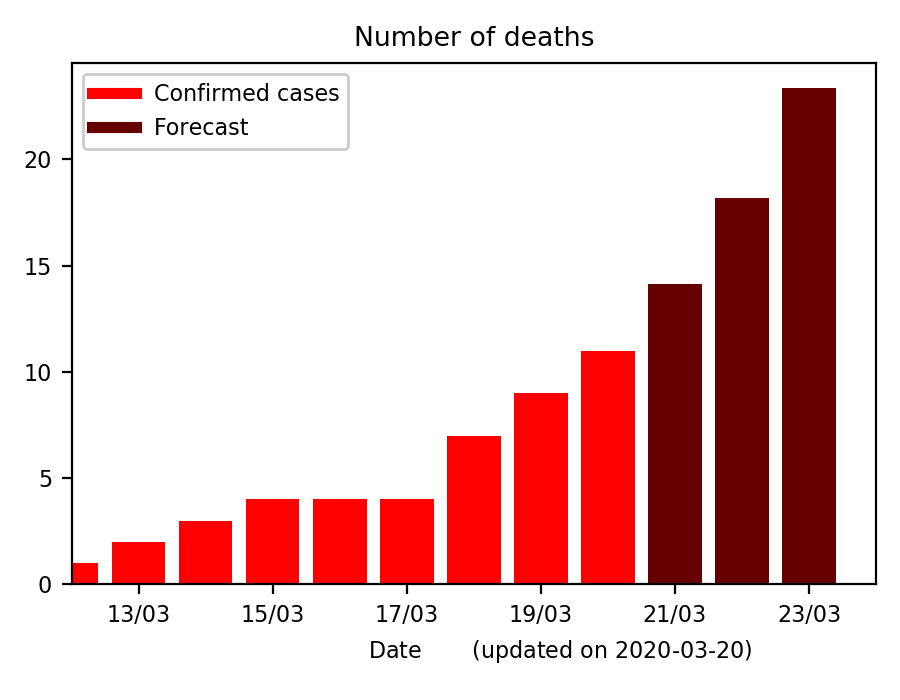 Number of deaths
Confirmed cases
Forecast
20
15
10
5
0
13/03 15/03 17/03 19/03 21/03 23/03
Date (updated on 2020-03-20)